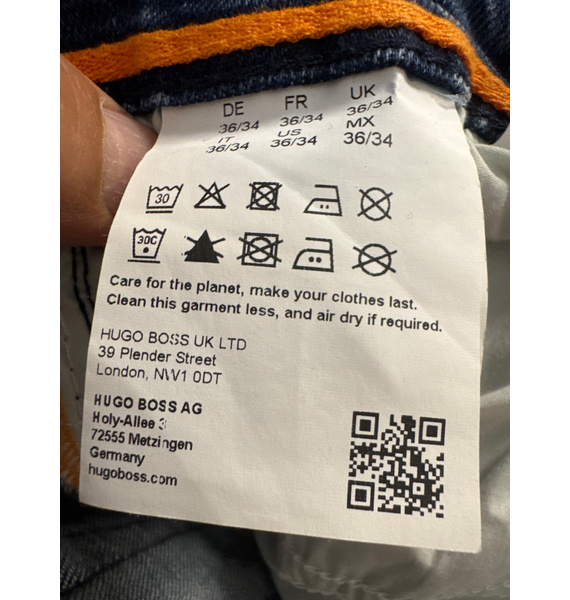 DE FR UK
36/34 36/34 36/34
IT US MX
36/34 36/34 36/34
30
30C
Care for the planet, make your clothes last.
Clean this garment less, and air dry if required.
HUGO BOSS UK LTD
39 Plender Street
London, NW1 0DT
HUGO BOSS AG
Holy-Allee 3
72555 Metzingen
Germany
hugoboss.com